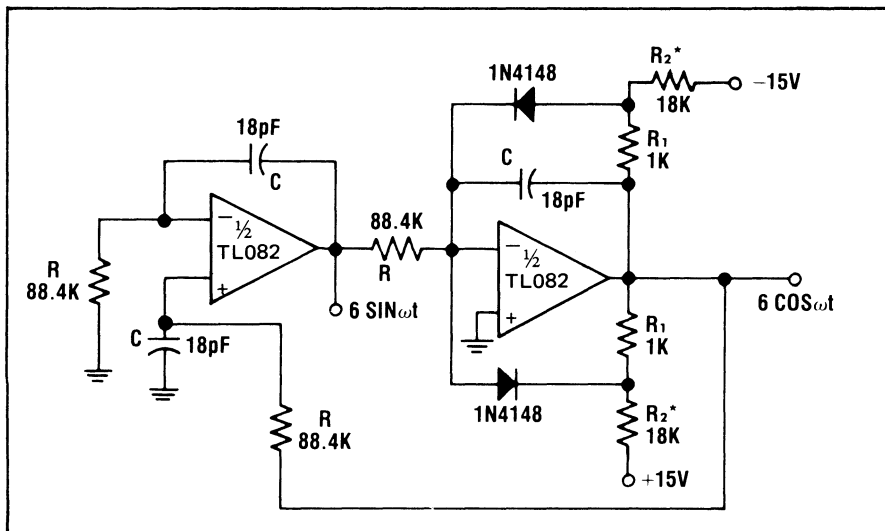 1N4148
R₂*
18K
−15V
R₁
1K
18pF
C
C
18pF
−
½
TL082
+
88.4K
R
−
½
TL082
+
R
88.4K
6 SINωt
6 COSωt
C
18pF
R
88.4K
1N4148
R₁
1K
R₂*
18K
+15V